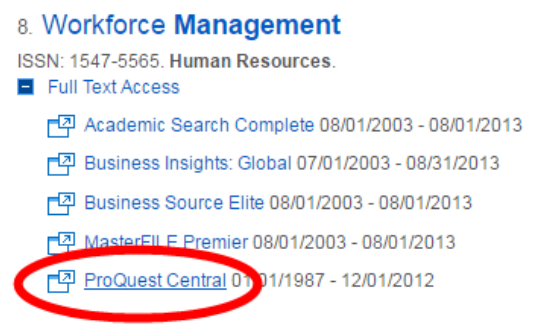 8. Workforce Management
ISSN: 1547-5565. Human Resources.
Full Text Access
Academic Search Complete 08/01/2003 - 08/01/2013
Business Insights: Global 07/01/2003 - 08/31/2013
Business Source Elite 08/01/2003 - 08/01/2013
MasterFILE Premier 08/01/2003 - 08/01/2013
ProQuest Central 01/01/1987 - 12/01/2012